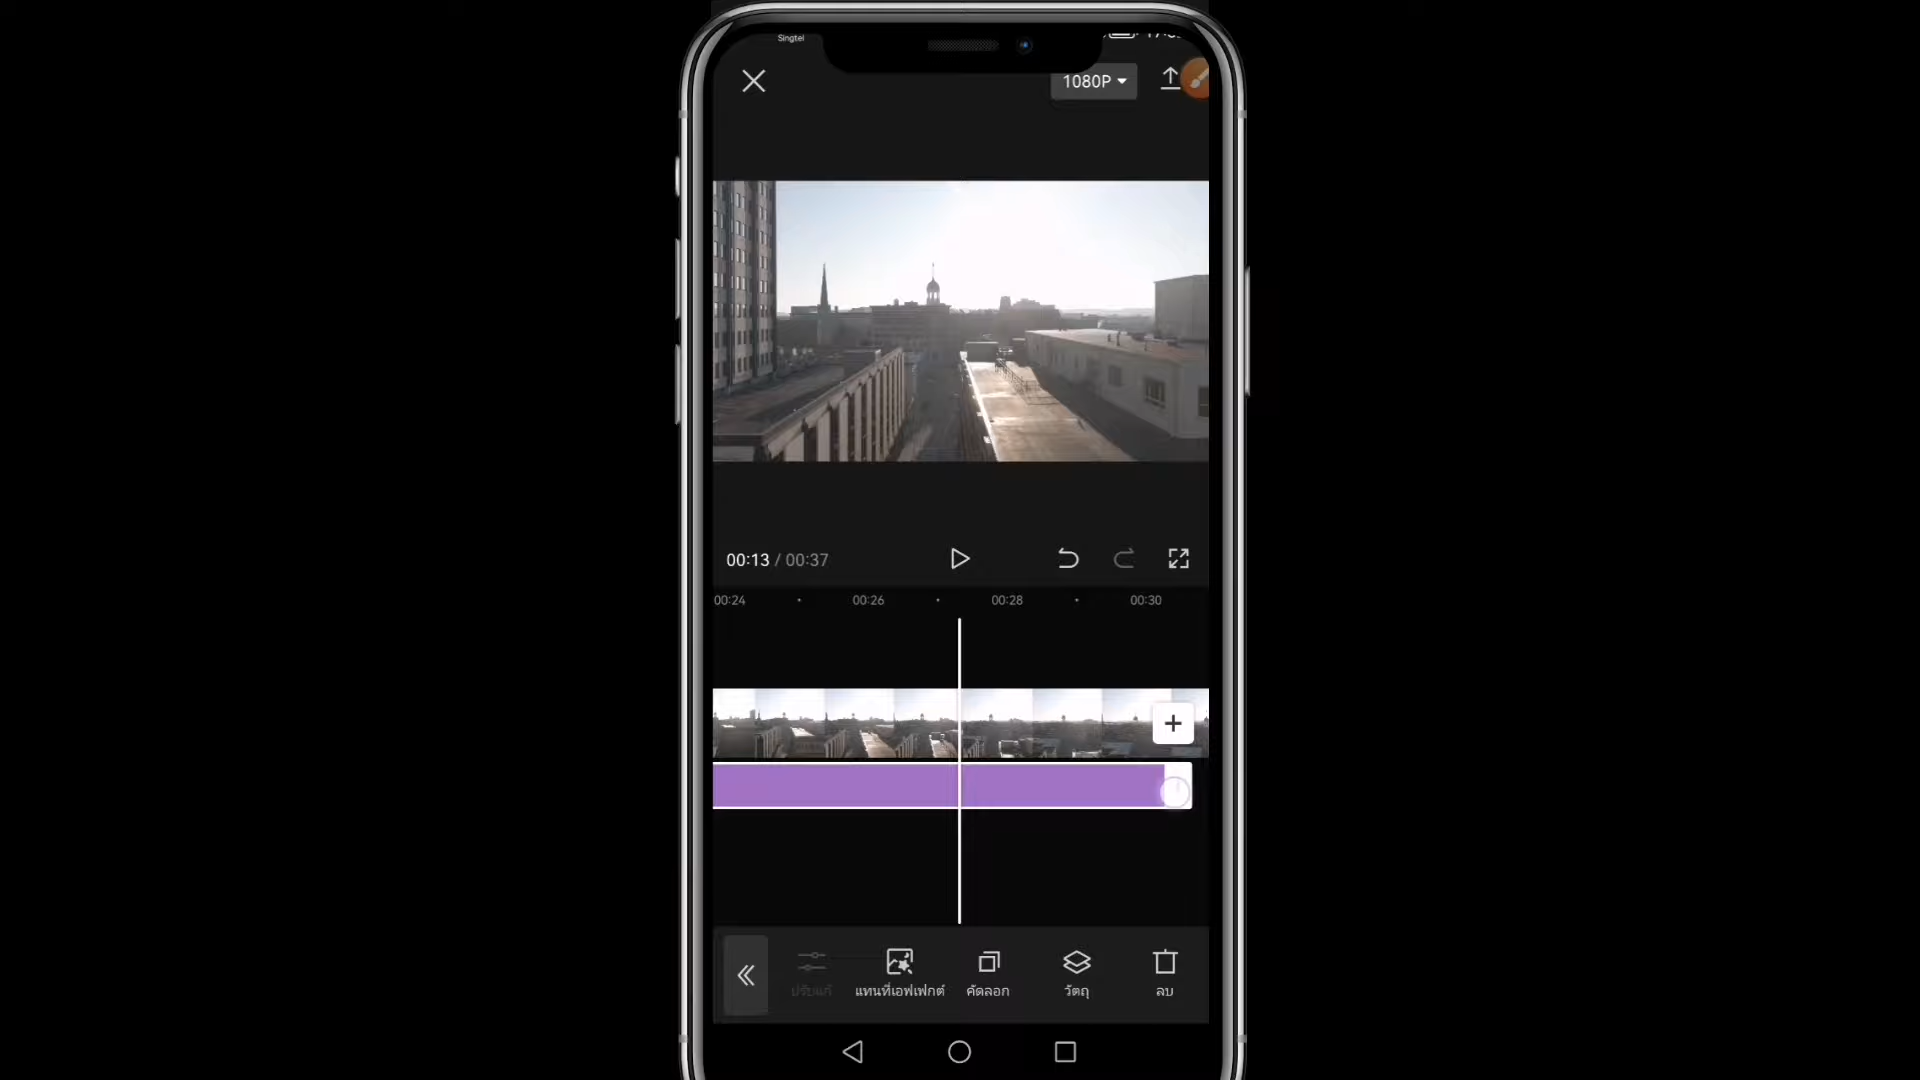 Singtel
1080P
00:13 / 00:37
00:24 00:26 00:28 00:30
ปรับแก้ แทนที่เอฟเฟกต์ คัดลอก วัตถุ ลบ